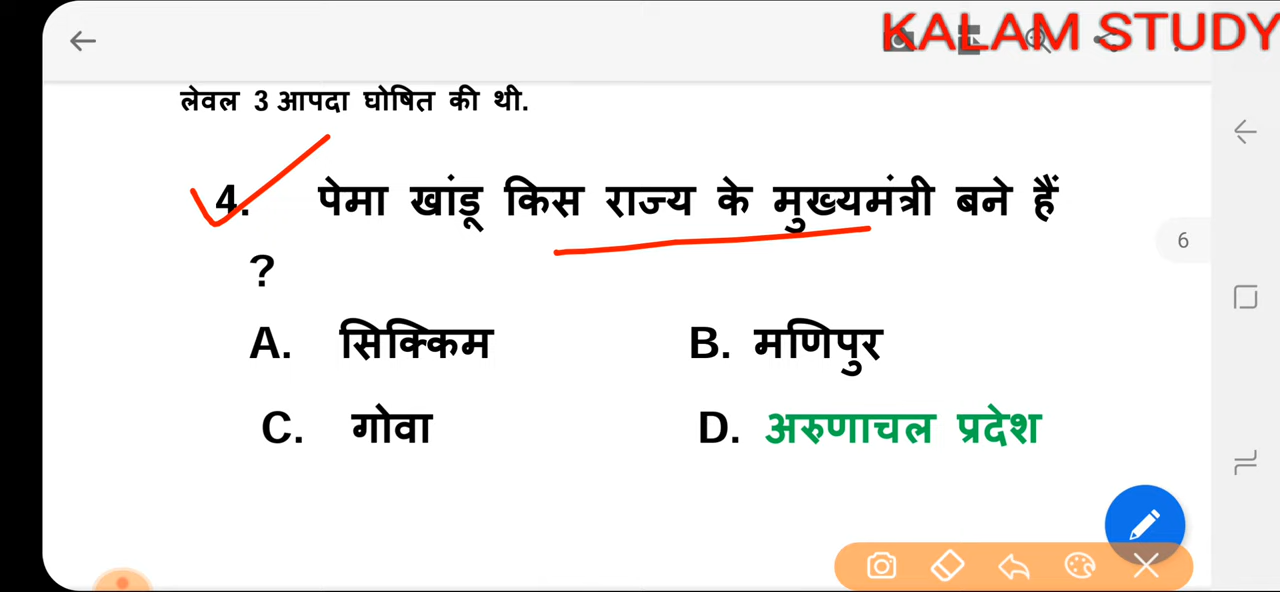 KALAM STUDY
लेवल 3 आपदा घोषित की थी.
4. पेमा खांडू किस राज्य के मुख्यमंत्री बने हैं
?
6
A. सिक्किम B. मणिपुर
C. गोवा D. अरुणाचल प्रदेश